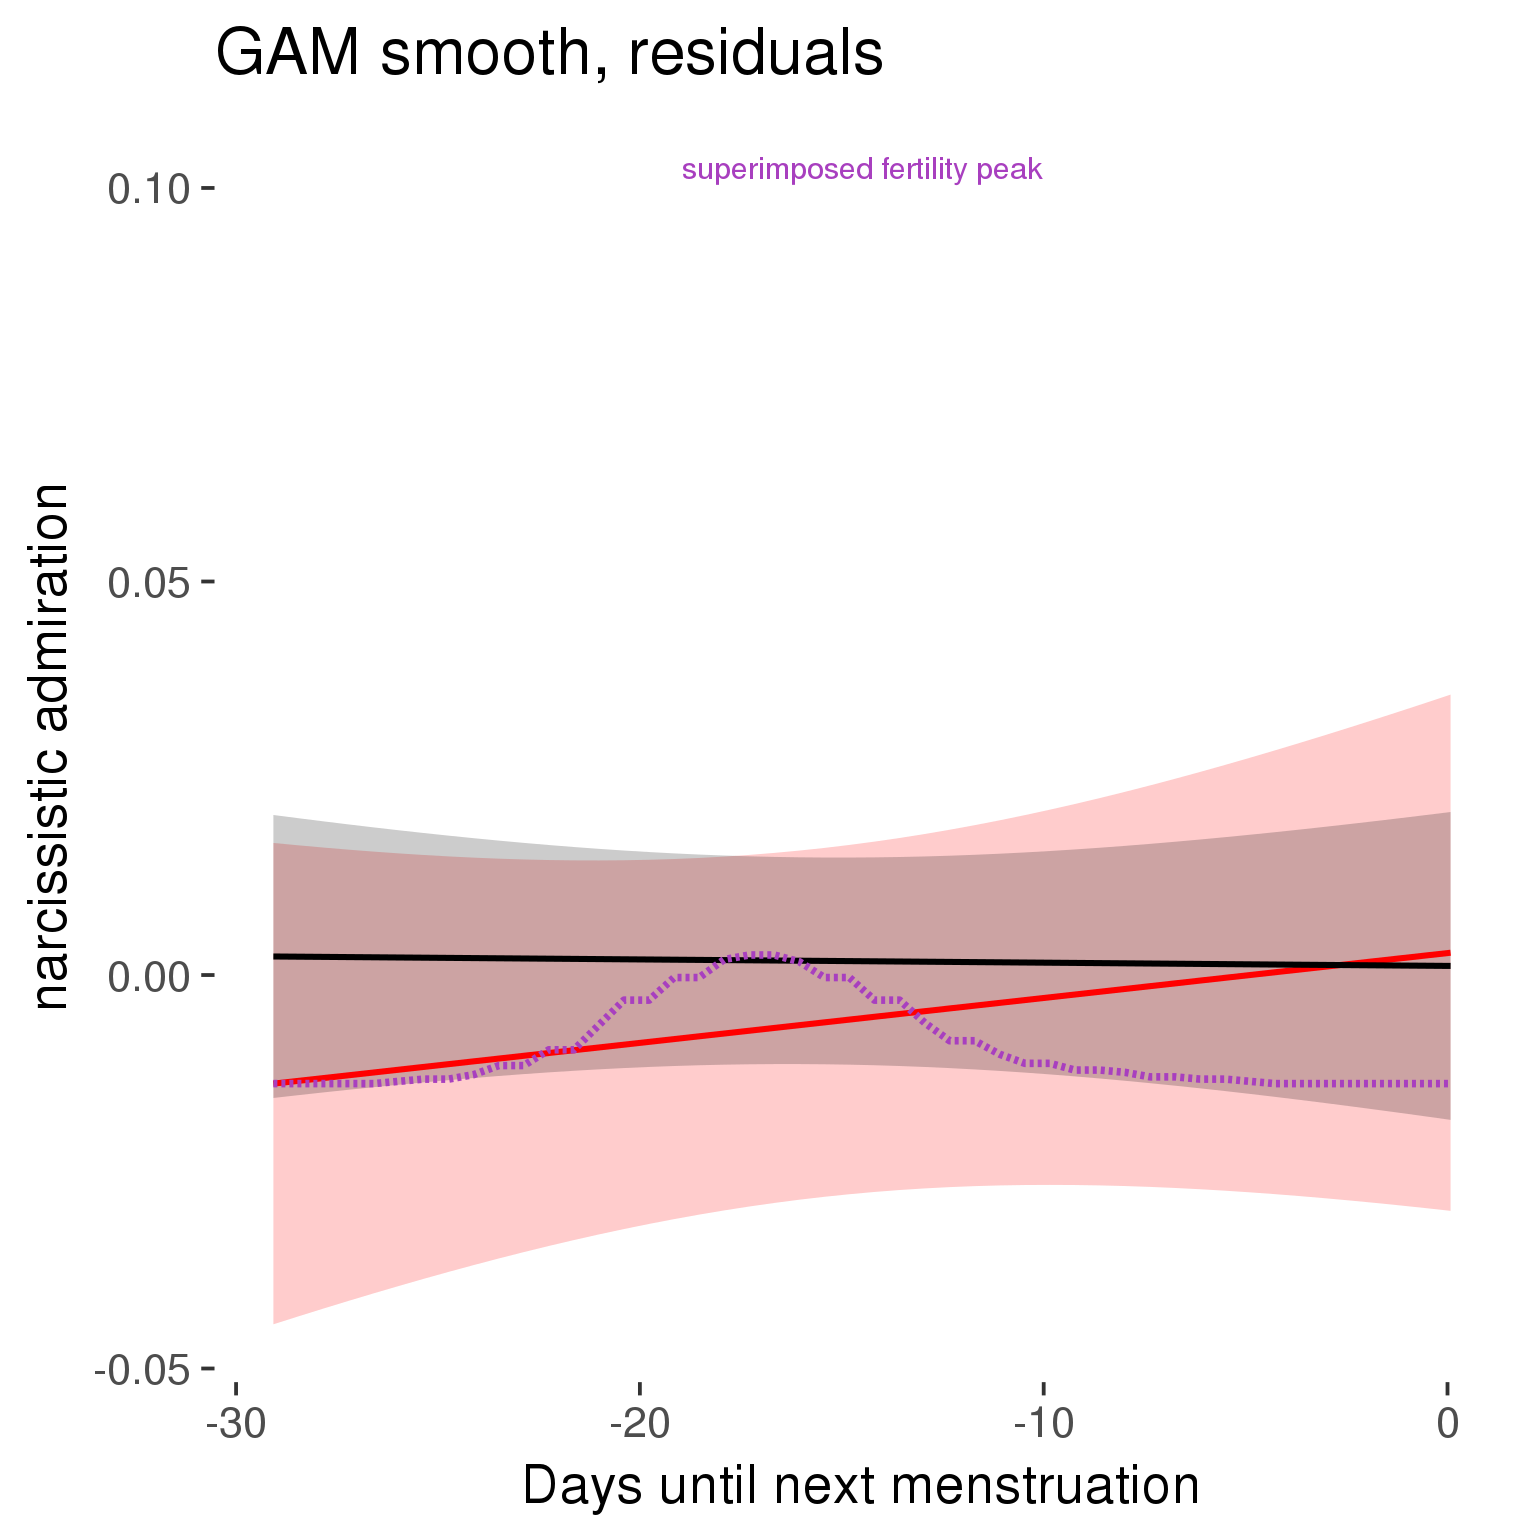 GAM smooth, residuals
superimposed fertility peak
0.10
0.05
0.00
-0.05
narcissistic admiration
-30 -20 -10 0
Days until next menstruation